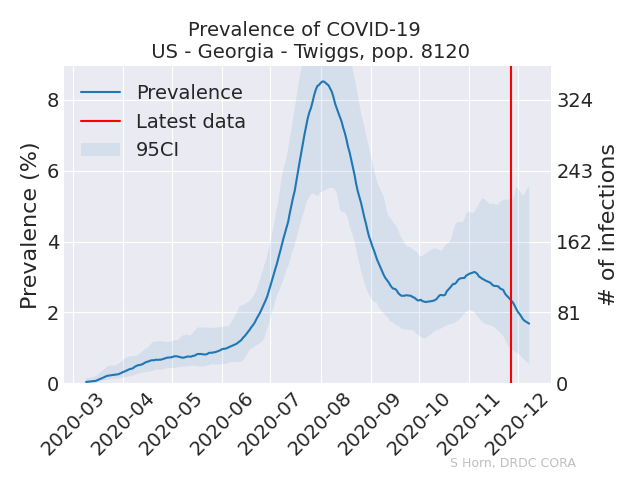 Prevalence of COVID-19
US - Georgia - Twiggs, pop. 8120
Prevalence
Latest data
95CI
Prevalence (%)
8
6
4
2
0
324
243
162
81
0
# of infections
2020-03
2020-04
2020-05
2020-06
2020-07
2020-08
2020-09
2020-10
2020-11
2020-12
S Horn, DRDC CORA